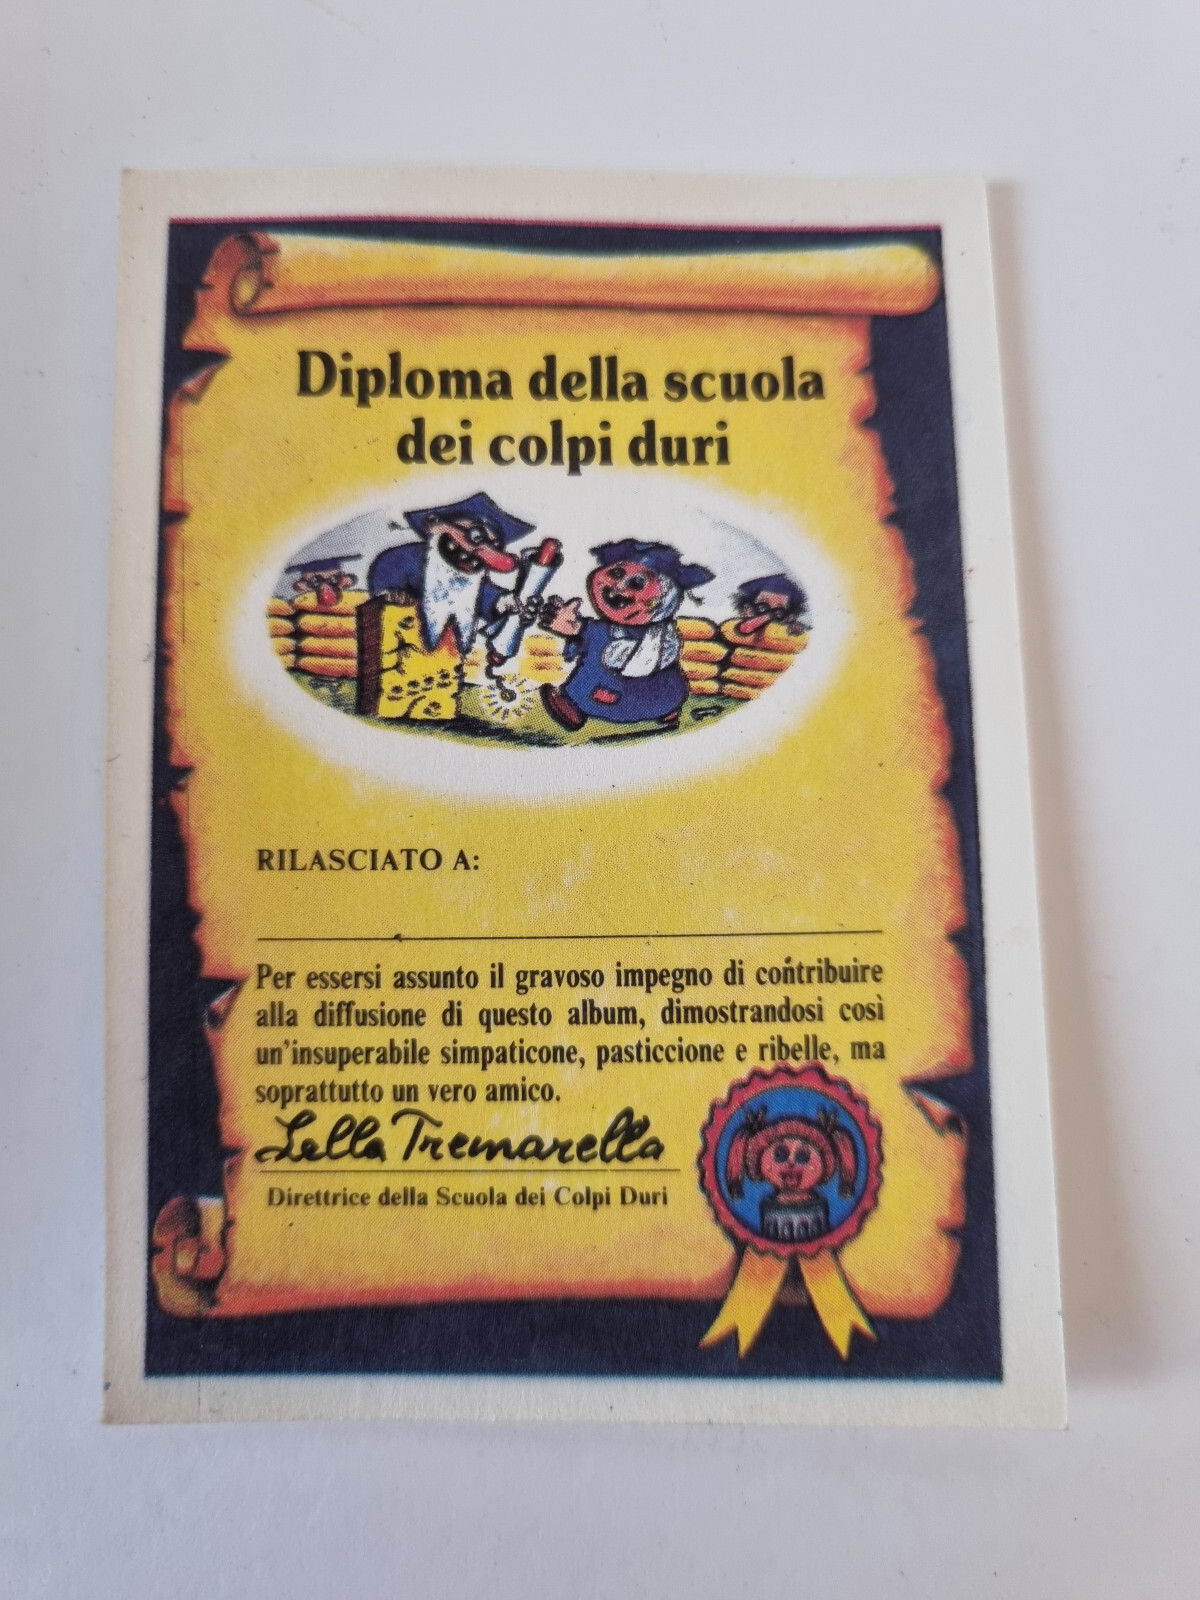 Diploma della scuola
dei colpi duri
RILASCIATO A:
Per essersi assunto il gravoso impegno di contribuire
alla diffusione di questo album, dimostrandosi così
un'insuperabile simpaticone, pasticcione e ribelle, ma
soprattutto un vero amico.
Lella Tremarella
Direttrice della Scuola dei Colpi Duri